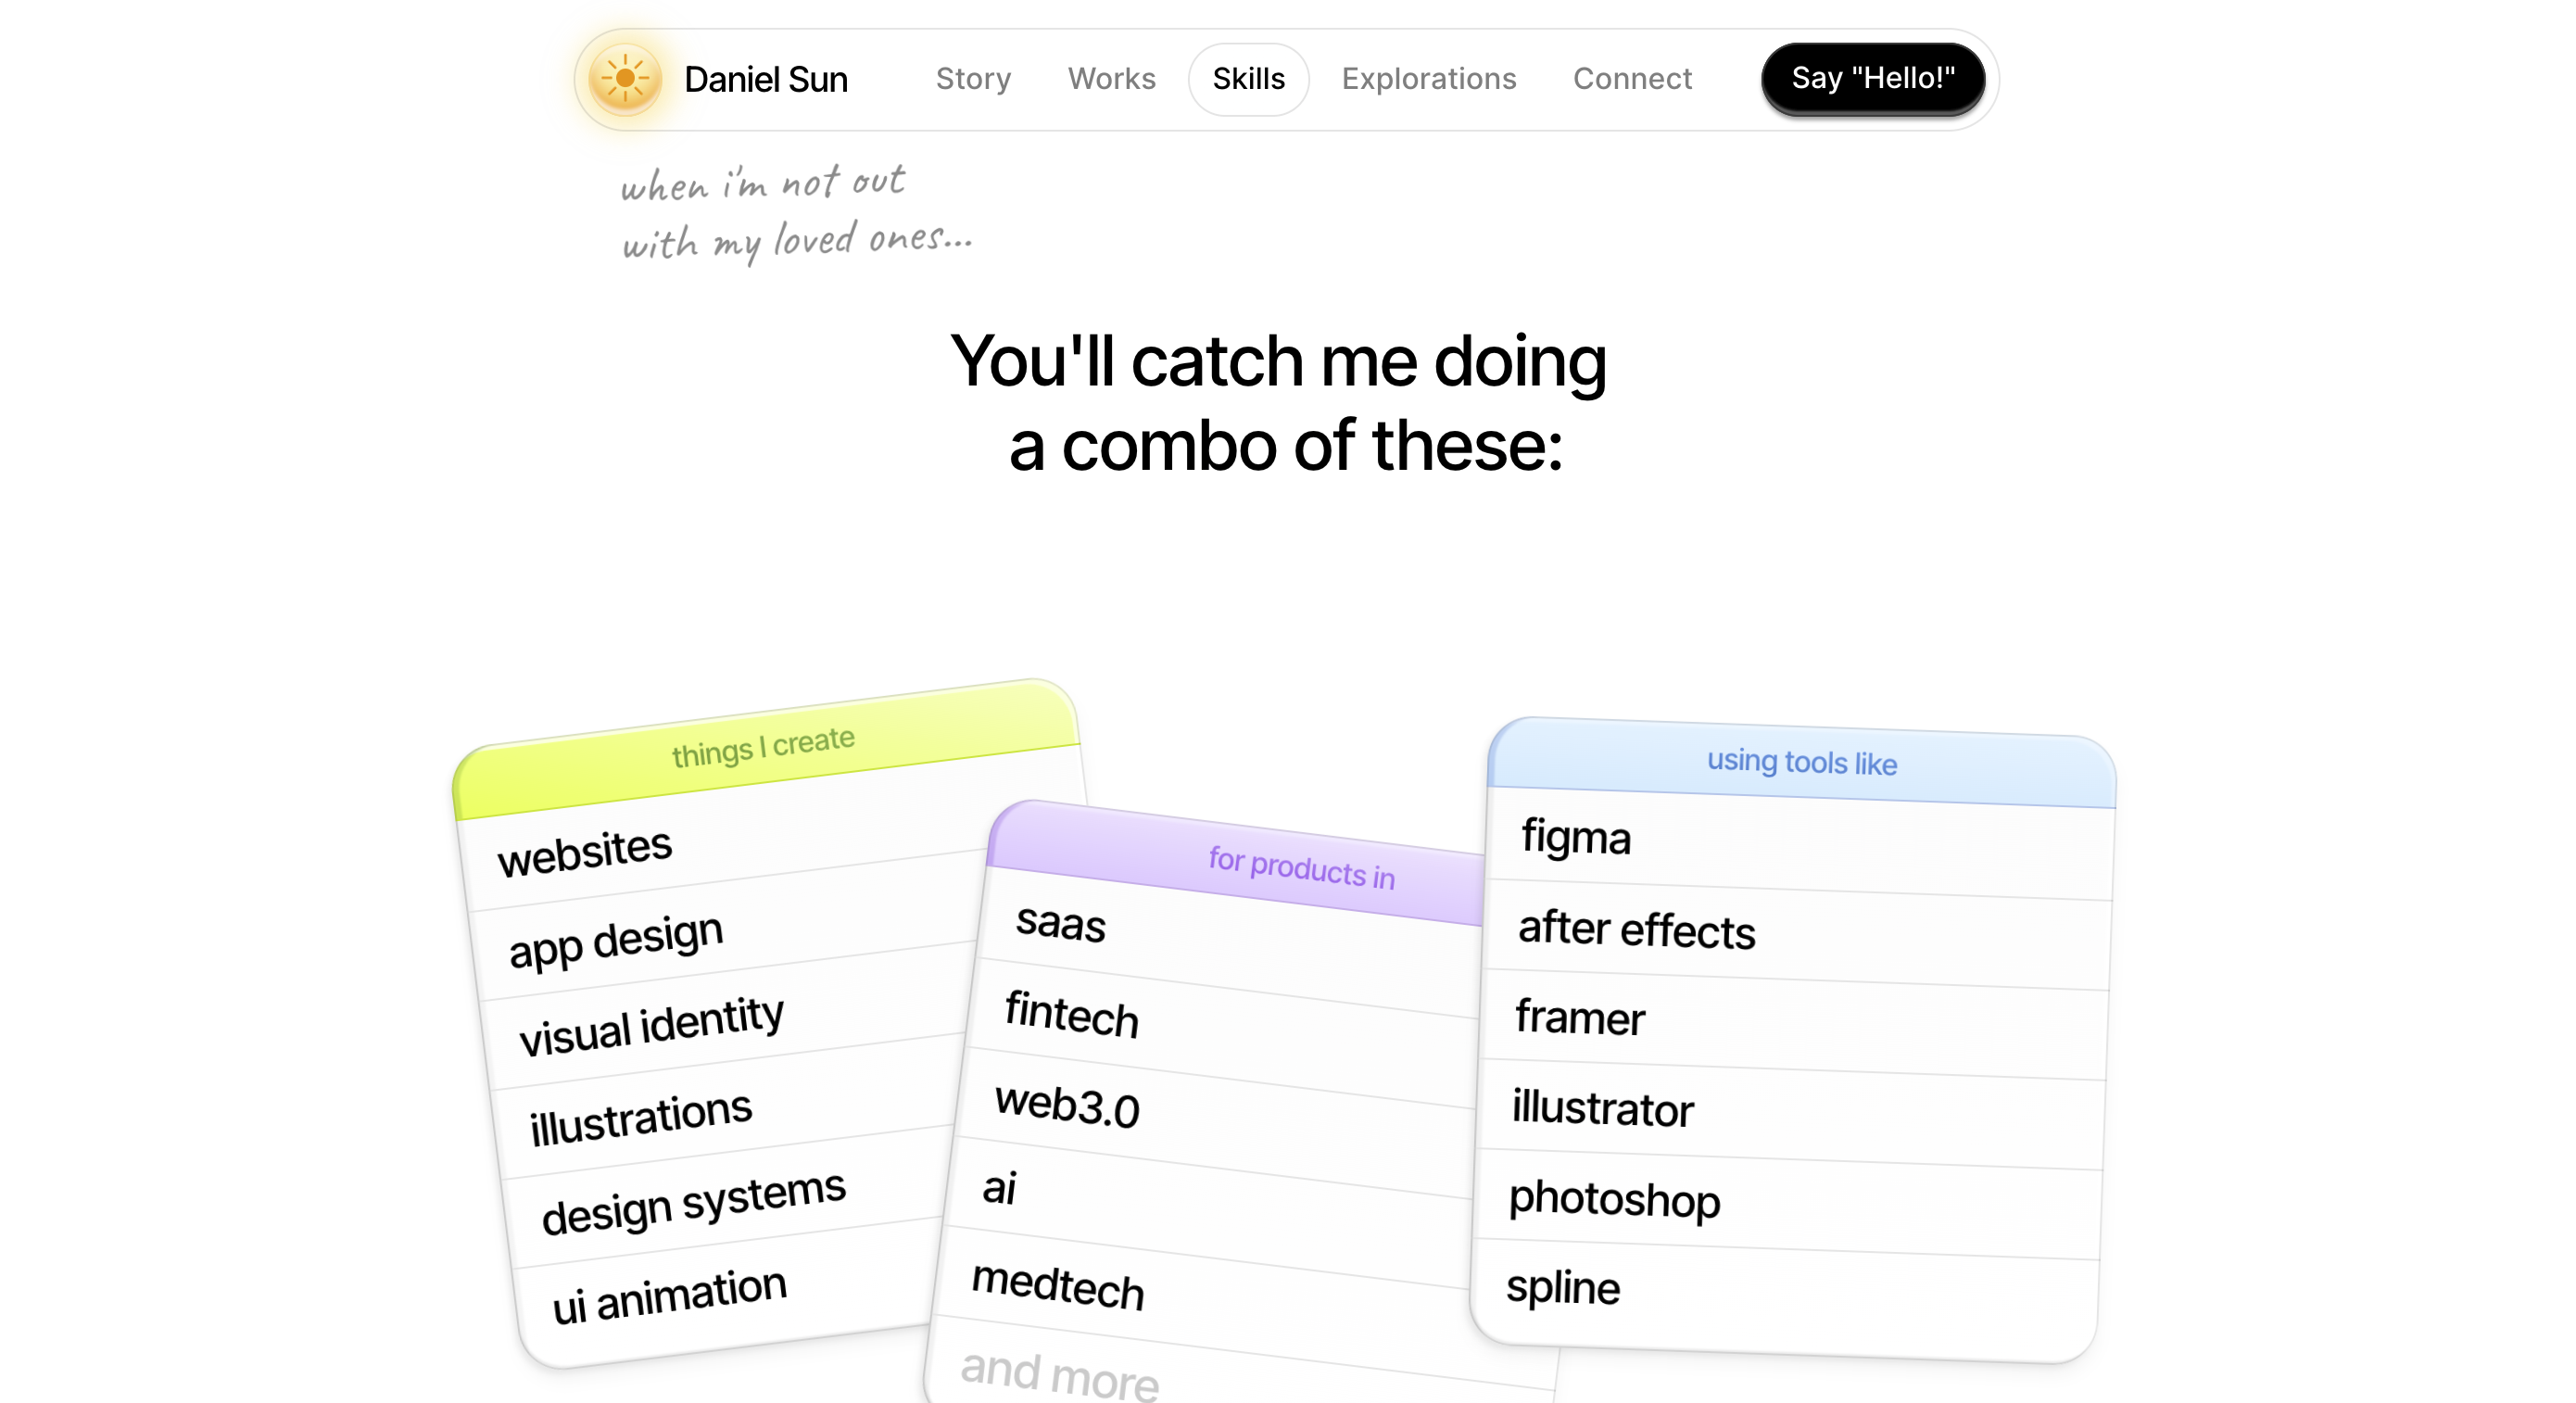 Daniel Sun
Story
Works
Skills
Explorations
Connect
Say "Hello!"
when i'm not out
with my loved ones...
You'll catch me doing
a combo of these:
things I create
websites
app design
visual identity
illustrations
design systems
ui animation
for products in
saas
fintech
web3.0
ai
medtech
and more
using tools like
figma
after effects
framer
illustrator
photoshop
spline